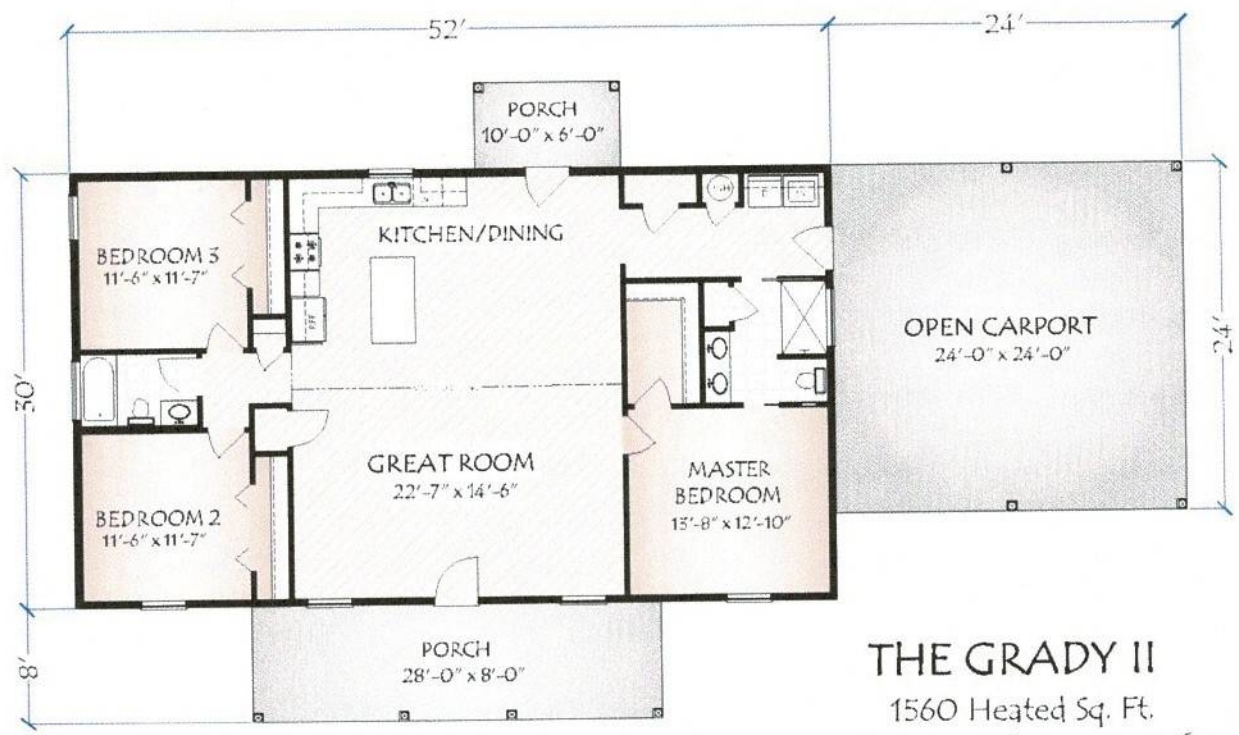 52'
24'
PORCH
10'-0" x 6'-0"
KITCHEN/DINING
BEDROOM 3
11'-6" x 11'-7"
REF
OPEN CARPORT
24'-0" x 24'-0"
24'
30'
GREAT ROOM
22'-7" x 14'-6"
MASTER
BEDROOM
13'-8" x 12'-10"
BEDROOM 2
11'-6" x 11'-7"
PORCH
28'-0" x 8'-0"
8'
THE GRADY II
1560 Heated Sq. Ft.